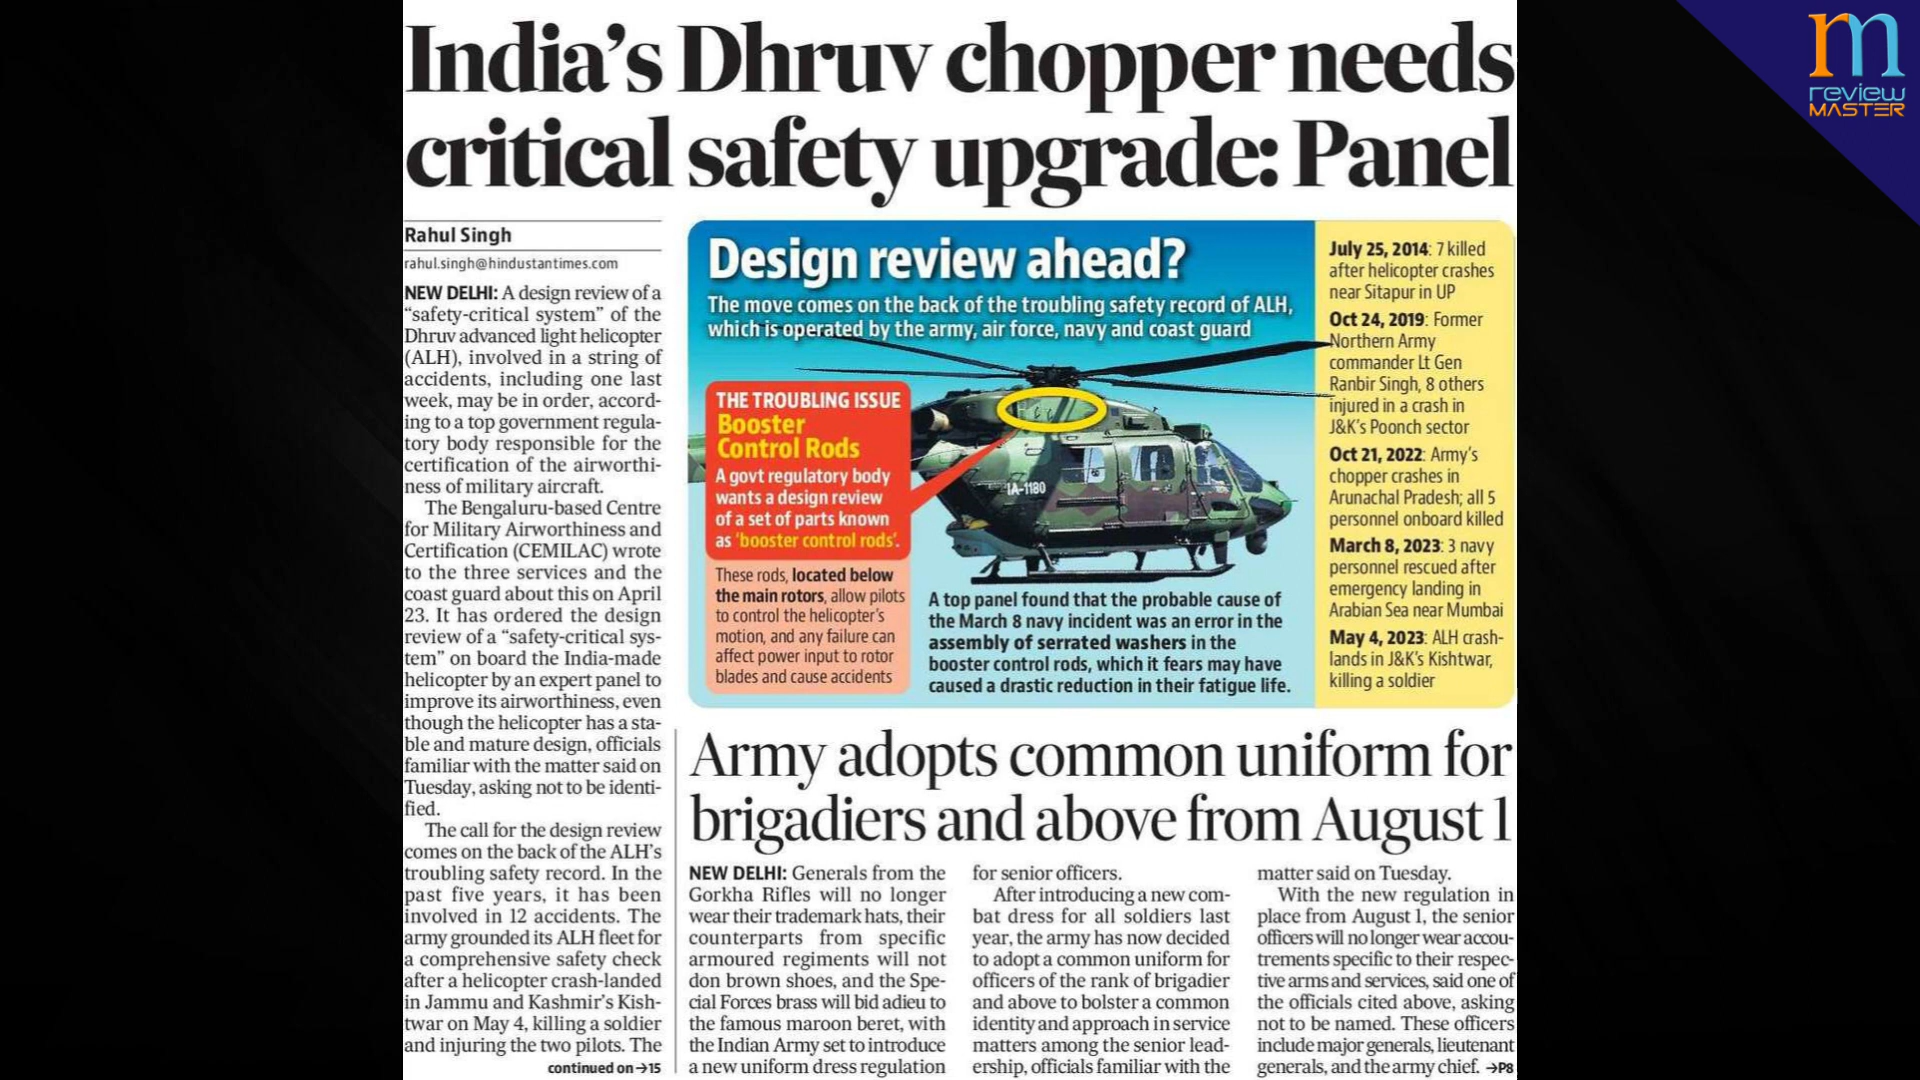 India's Dhruv chopper needs
critical safety upgrade: Panel
rm
review
MASTER
Rahul Singh
rahul.singh@hindustantimes.com
NEW DELHI: A design review of a
“safety-critical system” of the
Dhruv advanced light helicopter
(ALH), involved in a string of
accidents, including one last
week, may be in order, accord-
ing to a top government regula-
tory body responsible for the
certification of the airworthi-
ness of military aircraft.
The Bengaluru-based Centre
for Military Airworthiness and
Certification (CEMILAC) wrote
to the three services and the
coast guard about this on April
23. It has ordered the design
review of a “safety-critical sys-
tem” on board the India-made
helicopter by an expert panel to
improve its airworthiness, even
though the helicopter has a sta-
ble and mature design, officials
familiar with the matter said on
Tuesday, asking not to be identi-
fied.
The call for the design review
comes on the back of the ALH's
troubling safety record. In the
past five years, it has been
involved in 12 accidents. The
army grounded its ALH fleet for
a comprehensive safety check
after a helicopter crash-landed
in Jammu and Kashmir's Kish-
twar on May 4, killing a soldier
and injuring the two pilots. The
continued on →15
Design review ahead?
The move comes on the back of the troubling safety record of ALH,
which is operated by the army, air force, navy and coast guard
THE TROUBLING ISSUE
Booster
Control Rods
A govt regulatory body
wants a design review
of a set of parts known
as 'booster control rods'.
These rods, located below
the main rotors, allow pilots
to control the helicopter's
motion, and any failure can
affect power input to rotor
blades and cause accidents
IA-1180
A top panel found that the probable cause of
the March 8 navy incident was an error in the
assembly of serrated washers in the
booster control rods, which it fears may have
caused a drastic reduction in their fatigue life.
July 25, 2014: 7 killed
after helicopter crashes
near Sitapur in UP
Oct 24, 2019: Former
Northern Army
commander Lt Gen
Ranbir Singh, 8 others
injured in a crash in
J&K's Poonch sector
Oct 21, 2022: Army's
chopper crashes in
Arunachal Pradesh; all 5
personnel onboard killed
March 8, 2023: 3 navy
personnel rescued after
emergency landing in
Arabian Sea near Mumbai
May 4, 2023: ALH crash-
lands in J&K's Kishtwar,
killing a soldier
Army adopts common uniform for
brigadiers and above from August 1
NEW DELHI: Generals from the
Gorkha Rifles will no longer
wear their trademark hats, their
counterparts from specific
armoured regiments will not
don brown shoes, and the Spe-
cial Forces brass will bid adieu to
the famous maroon beret, with
the Indian Army set to introduce
a new uniform dress regulation
for senior officers.
After introducing a new com-
bat dress for all soldiers last
year, the army has now decided
to adopt a common uniform for
officers of the rank of brigadier
and above to bolster a common
identity and approach in service
matters among the senior lead-
ership, officials familiar with the
matter said on Tuesday.
With the new regulation in
place from August 1, the senior
officers will no longer wear accou-
trements specific to their respec-
tive arms and services, said one of
the officials cited above, asking
not to be named. These officers
include major generals, lieutenant
generals, and the army chief. →P8